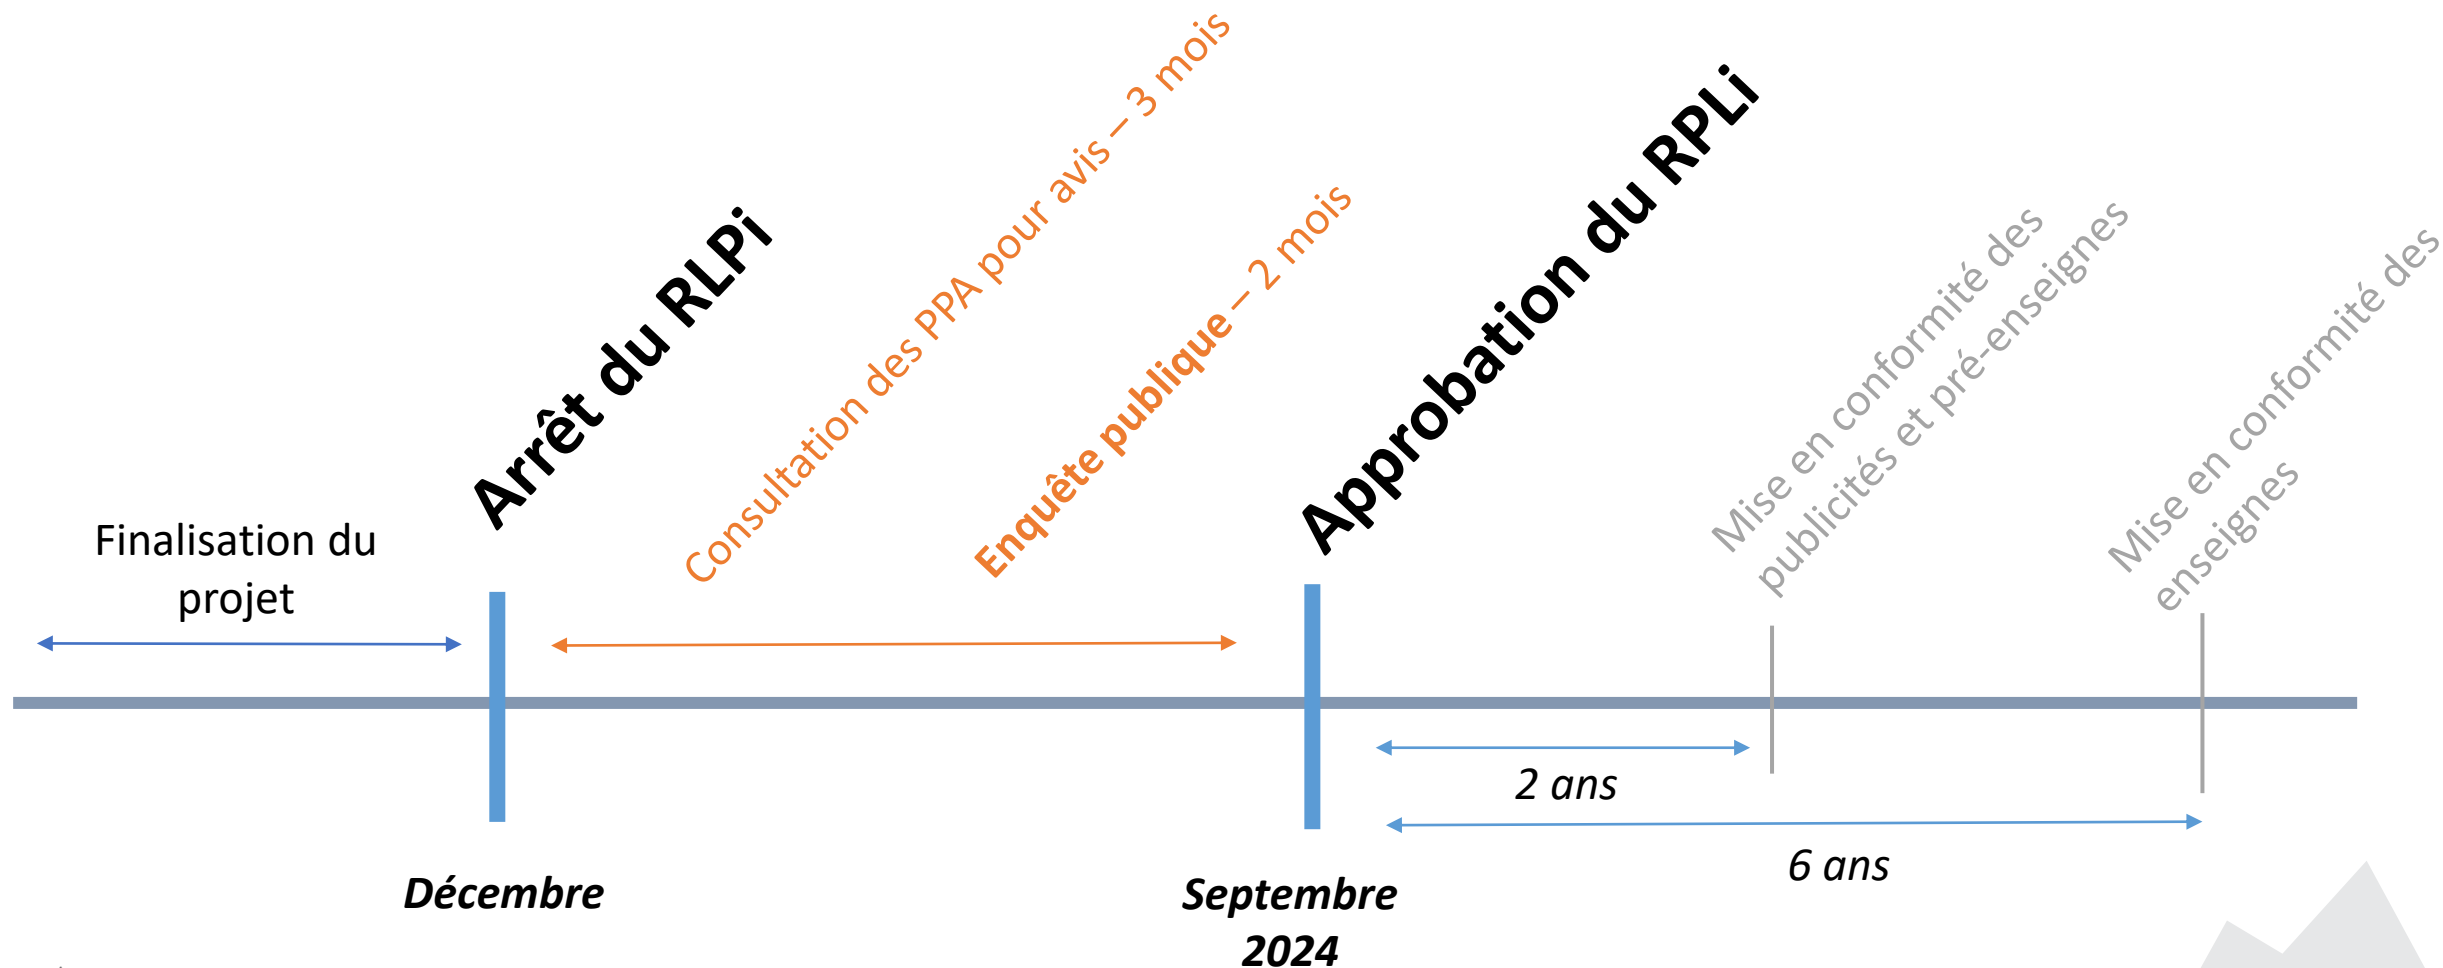 Finalisation du
projet
Arrêt du RLPi
Consultation des PPA pour avis – 3 mois
Enquête publique – 2 mois
Approbation du RPLi
Mise en conformité des
publicités et pré-enseignes
Mise en conformité des
enseignes
2 ans
6 ans
Décembre
Septembre
2024